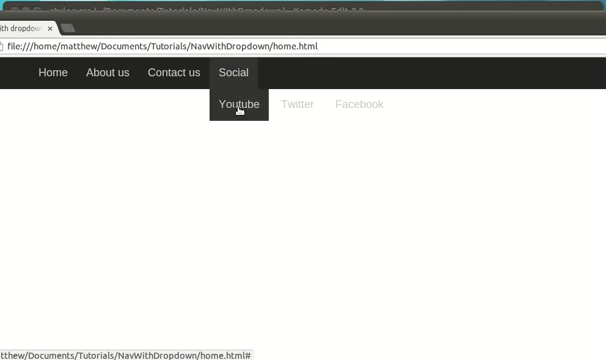 with dropdown
file:///home/matthew/Documents/Tutorials/NavWithDropdown/home.html
Home About us Contact us Social
Youtube Twitter Facebook
tthew/Documents/Tutorials/NavWithDropdown/home.html#